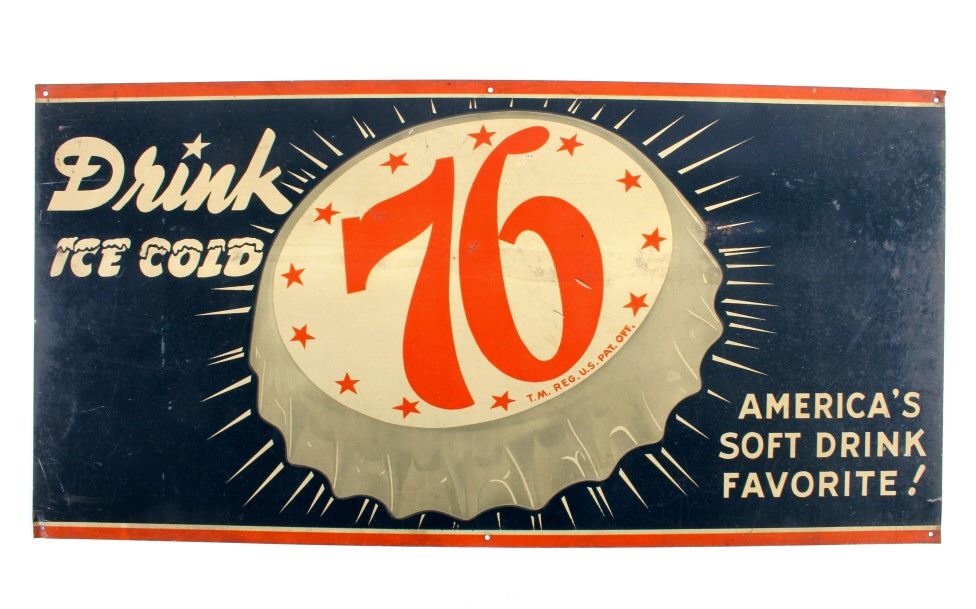 Drink
ICE COLD
76
T.M. REG. U.S. PAT. OFF.
AMERICA'S
SOFT DRINK
FAVORITE!